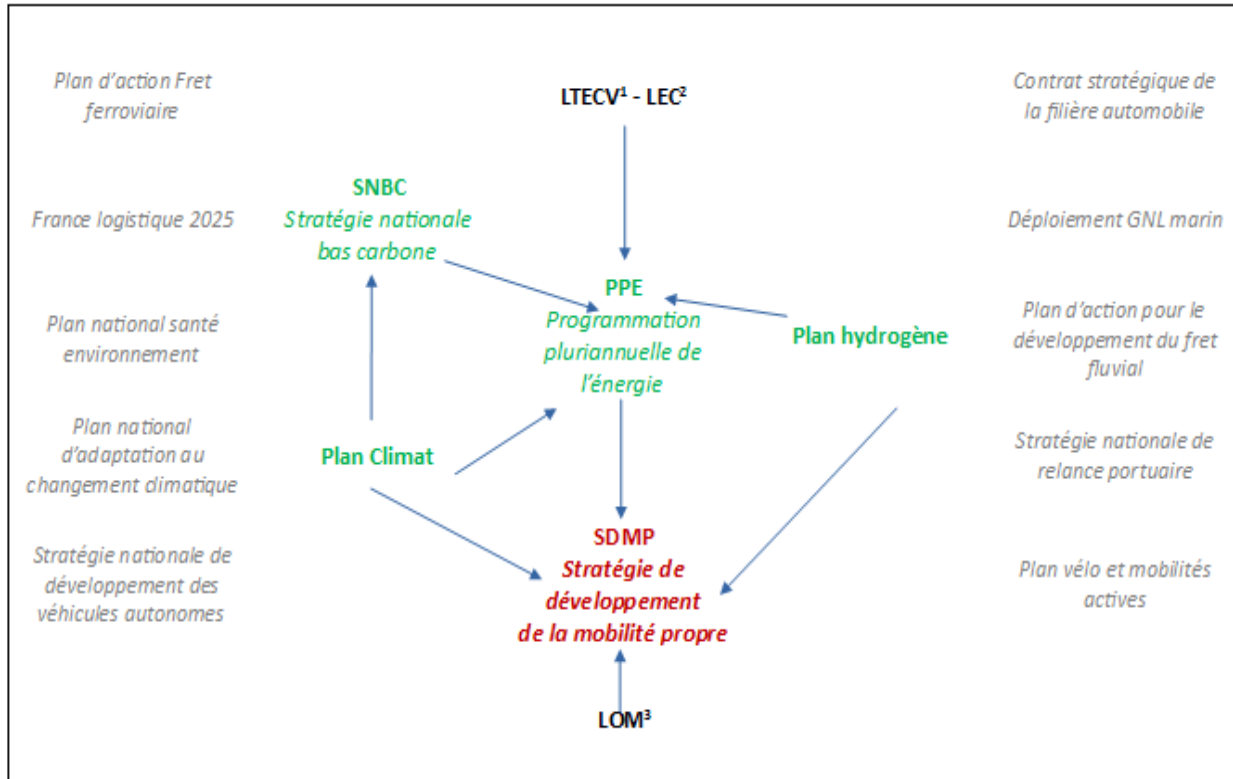 Plan d'action Fret
ferroviaire
France logistique 2025
Plan national santé
environnement
Plan national
d'adaptation au
changement climatique
Stratégie nationale de
développement des
véhicules autonomes
SNBC
Stratégie nationale
bas carbone
Plan Climat
LTECV¹ - LEC²
PPE
Programmation
pluriannuelle de
l'énergie
SDMP
Stratégie de
développement
de la mobilité propre
LOM³
Plan hydrogène
Contrat stratégique de
la filière automobile
Déploiement GNL marin
Plan d'action pour le
développement du fret
fluvial
Stratégie nationale de
relance portuaire
Plan vélo et mobilités
actives